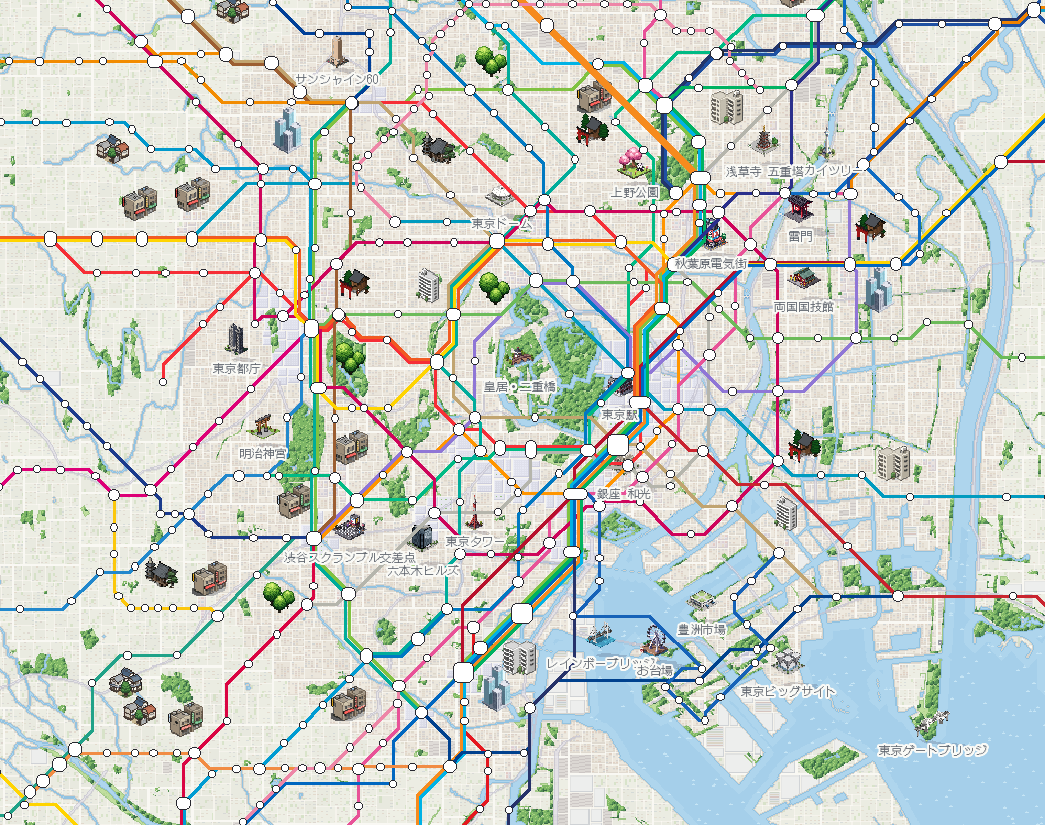 サンシャイン60
浅草寺 五重塔
カイツリー
上野公園
東京ドーム
雷門
秋葉原電気街
両国国技館
東京都庁
皇居・二重橋
東京駅
明治神宮
銀座 和光
東京タワー
渋谷スクランブル交差点
六本木ヒルズ
豊洲市場
レインボーブリッジ
お台場
東京ビッグサイト
東京ゲートブリッジ